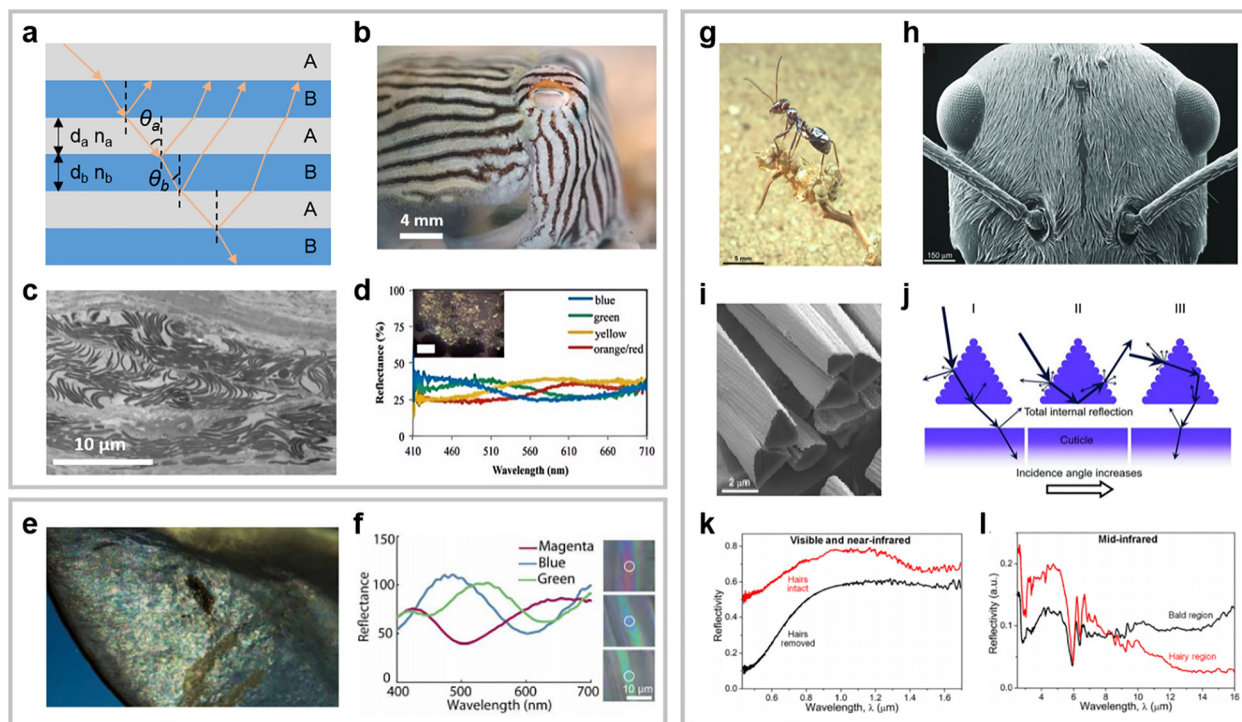 a
A
B
θa
A
da na
B
db nb
θb
A
B
b
4 mm
c
10 μm
d
Reflectance (%)
100
75
50
25
0
blue
green
yellow
orange/red
410 460 510 560 610 660 710
Wavelength (nm)
e
f
Reflectance
150
100
50
0
Magenta
Blue
Green
400 500 600 700
Wavelength (nm)
10 μm
g
5 mm
h
150 μm
i
2 μm
j
I II III
Total internal reflection
Cuticle
Incidence angle increases
k
Visible and near-infrared
Reflectivity
0.8
0.6
0.4
0.2
0.0
Hairs
intact
Hairs
removed
0.6 0.8 1.0 1.2 1.4 1.6
Wavelength, λ (μm)
l
Mid-infrared
Reflectivity (a.u.)
0.2
0.1
0.0
Bald region
Hairy region
4 6 8 10 12 14 16
Wavelength, λ (μm)